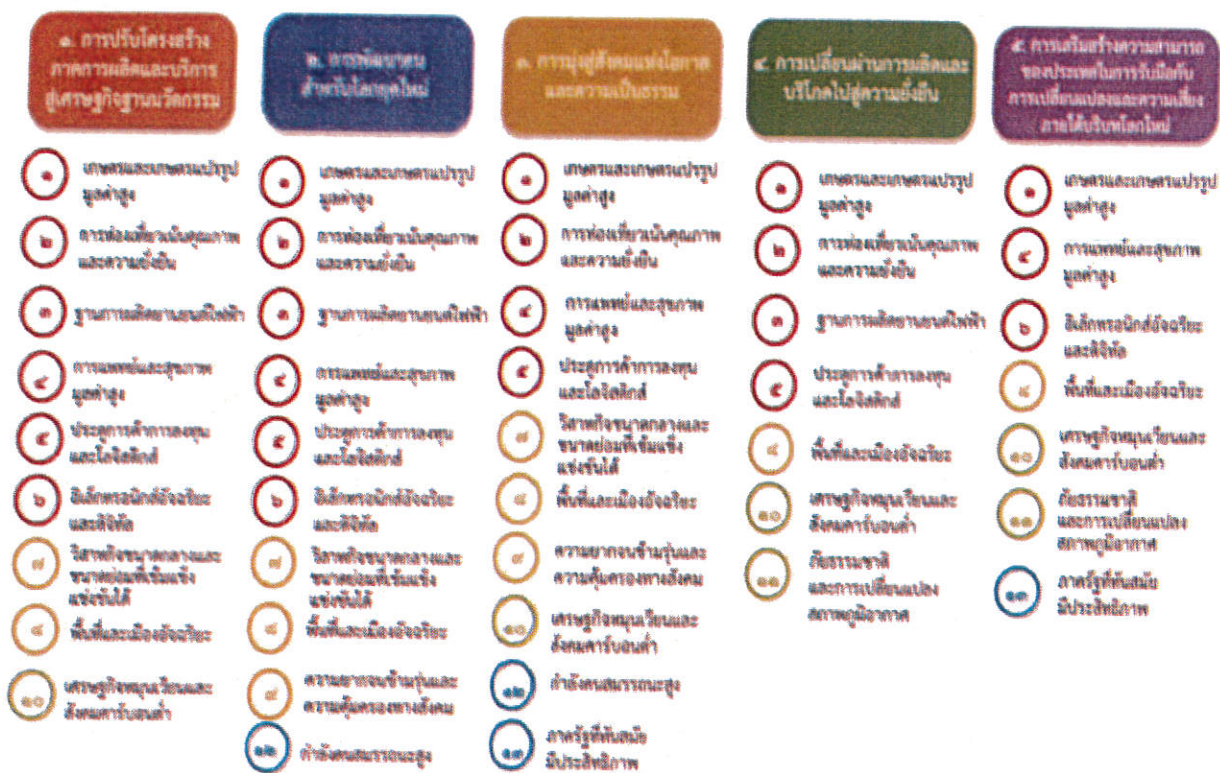 ๑. การปรับโครงสร้าง
ภาคการผลิตและบริการ
สู่เศรษฐกิจฐานนวัตกรรม
๑
เกษตรและเกษตรแปรรูป
มูลค่าสูง
๒
การท่องเที่ยวเน้นคุณภาพ
และความยั่งยืน
๓
ฐานการผลิตยานยนต์ไฟฟ้า
๔
การแพทย์และสุขภาพ
มูลค่าสูง
๕
ประตูการค้าการลงทุน
และโลจิสติกส์
๖
อิเล็กทรอนิกส์อัจฉริยะ
และดิจิทัล
๗
วิสาหกิจขนาดกลางและ
ขนาดย่อมที่เข้มแข็ง
แข่งขันได้
๘
พื้นที่และเมืองอัจฉริยะ
๑๐
เศรษฐกิจหมุนเวียนและ
สังคมคาร์บอนต่ำ
๒. การพัฒนาคน
สำหรับโลกยุคใหม่
๑
เกษตรและเกษตรแปรรูป
มูลค่าสูง
๒
การท่องเที่ยวเน้นคุณภาพ
และความยั่งยืน
๓
ฐานการผลิตยานยนต์ไฟฟ้า
๔
การแพทย์และสุขภาพ
มูลค่าสูง
๕
ประตูการค้าการลงทุน
และโลจิสติกส์
๖
อิเล็กทรอนิกส์อัจฉริยะ
และดิจิทัล
๗
วิสาหกิจขนาดกลางและ
ขนาดย่อมที่เข้มแข็ง
แข่งขันได้
๘
พื้นที่และเมืองอัจฉริยะ
๙
ความยากจนข้ามรุ่นและ
ความคุ้มครองทางสังคม
๑๒
กำลังคนสมรรถนะสูง
๓. การมุ่งสู่สังคมแห่งโอกาส
และความเป็นธรรม
๑
เกษตรและเกษตรแปรรูป
มูลค่าสูง
๒
การท่องเที่ยวเน้นคุณภาพ
และความยั่งยืน
๔
การแพทย์และสุขภาพ
มูลค่าสูง
๕
ประตูการค้าการลงทุน
และโลจิสติกส์
๗
วิสาหกิจขนาดกลางและ
ขนาดย่อมที่เข้มแข็ง
แข่งขันได้
๘
พื้นที่และเมืองอัจฉริยะ
๙
ความยากจนข้ามรุ่นและ
ความคุ้มครองทางสังคม
๑๐
เศรษฐกิจหมุนเวียนและ
สังคมคาร์บอนต่ำ
๑๒
กำลังคนสมรรถนะสูง
๑๓
ภาครัฐที่ทันสมัย
มีประสิทธิภาพ
๔. การเปลี่ยนผ่านการผลิตและ
บริโภคไปสู่ความยั่งยืน
๑
เกษตรและเกษตรแปรรูป
มูลค่าสูง
๒
การท่องเที่ยวเน้นคุณภาพ
และความยั่งยืน
๓
ฐานการผลิตยานยนต์ไฟฟ้า
๕
ประตูการค้าการลงทุน
และโลจิสติกส์
๘
พื้นที่และเมืองอัจฉริยะ
๑๐
เศรษฐกิจหมุนเวียนและ
สังคมคาร์บอนต่ำ
๑๑
ภัยธรรมชาติ
และการเปลี่ยนแปลง
สภาพภูมิอากาศ
๕. การเสริมสร้างความสามารถ
ของประเทศในการรับมือกับ
การเปลี่ยนแปลงและความเสี่ยง
ภายใต้บริบทโลกใหม่
๑
เกษตรและเกษตรแปรรูป
มูลค่าสูง
๔
การแพทย์และสุขภาพ
มูลค่าสูง
๖
อิเล็กทรอนิกส์อัจฉริยะ
และดิจิทัล
๘
พื้นที่และเมืองอัจฉริยะ
๑๐
เศรษฐกิจหมุนเวียนและ
สังคมคาร์บอนต่ำ
๑๑
ภัยธรรมชาติ
และการเปลี่ยนแปลง
สภาพภูมิอากาศ
๑๓
ภาครัฐที่ทันสมัย
มีประสิทธิภาพ